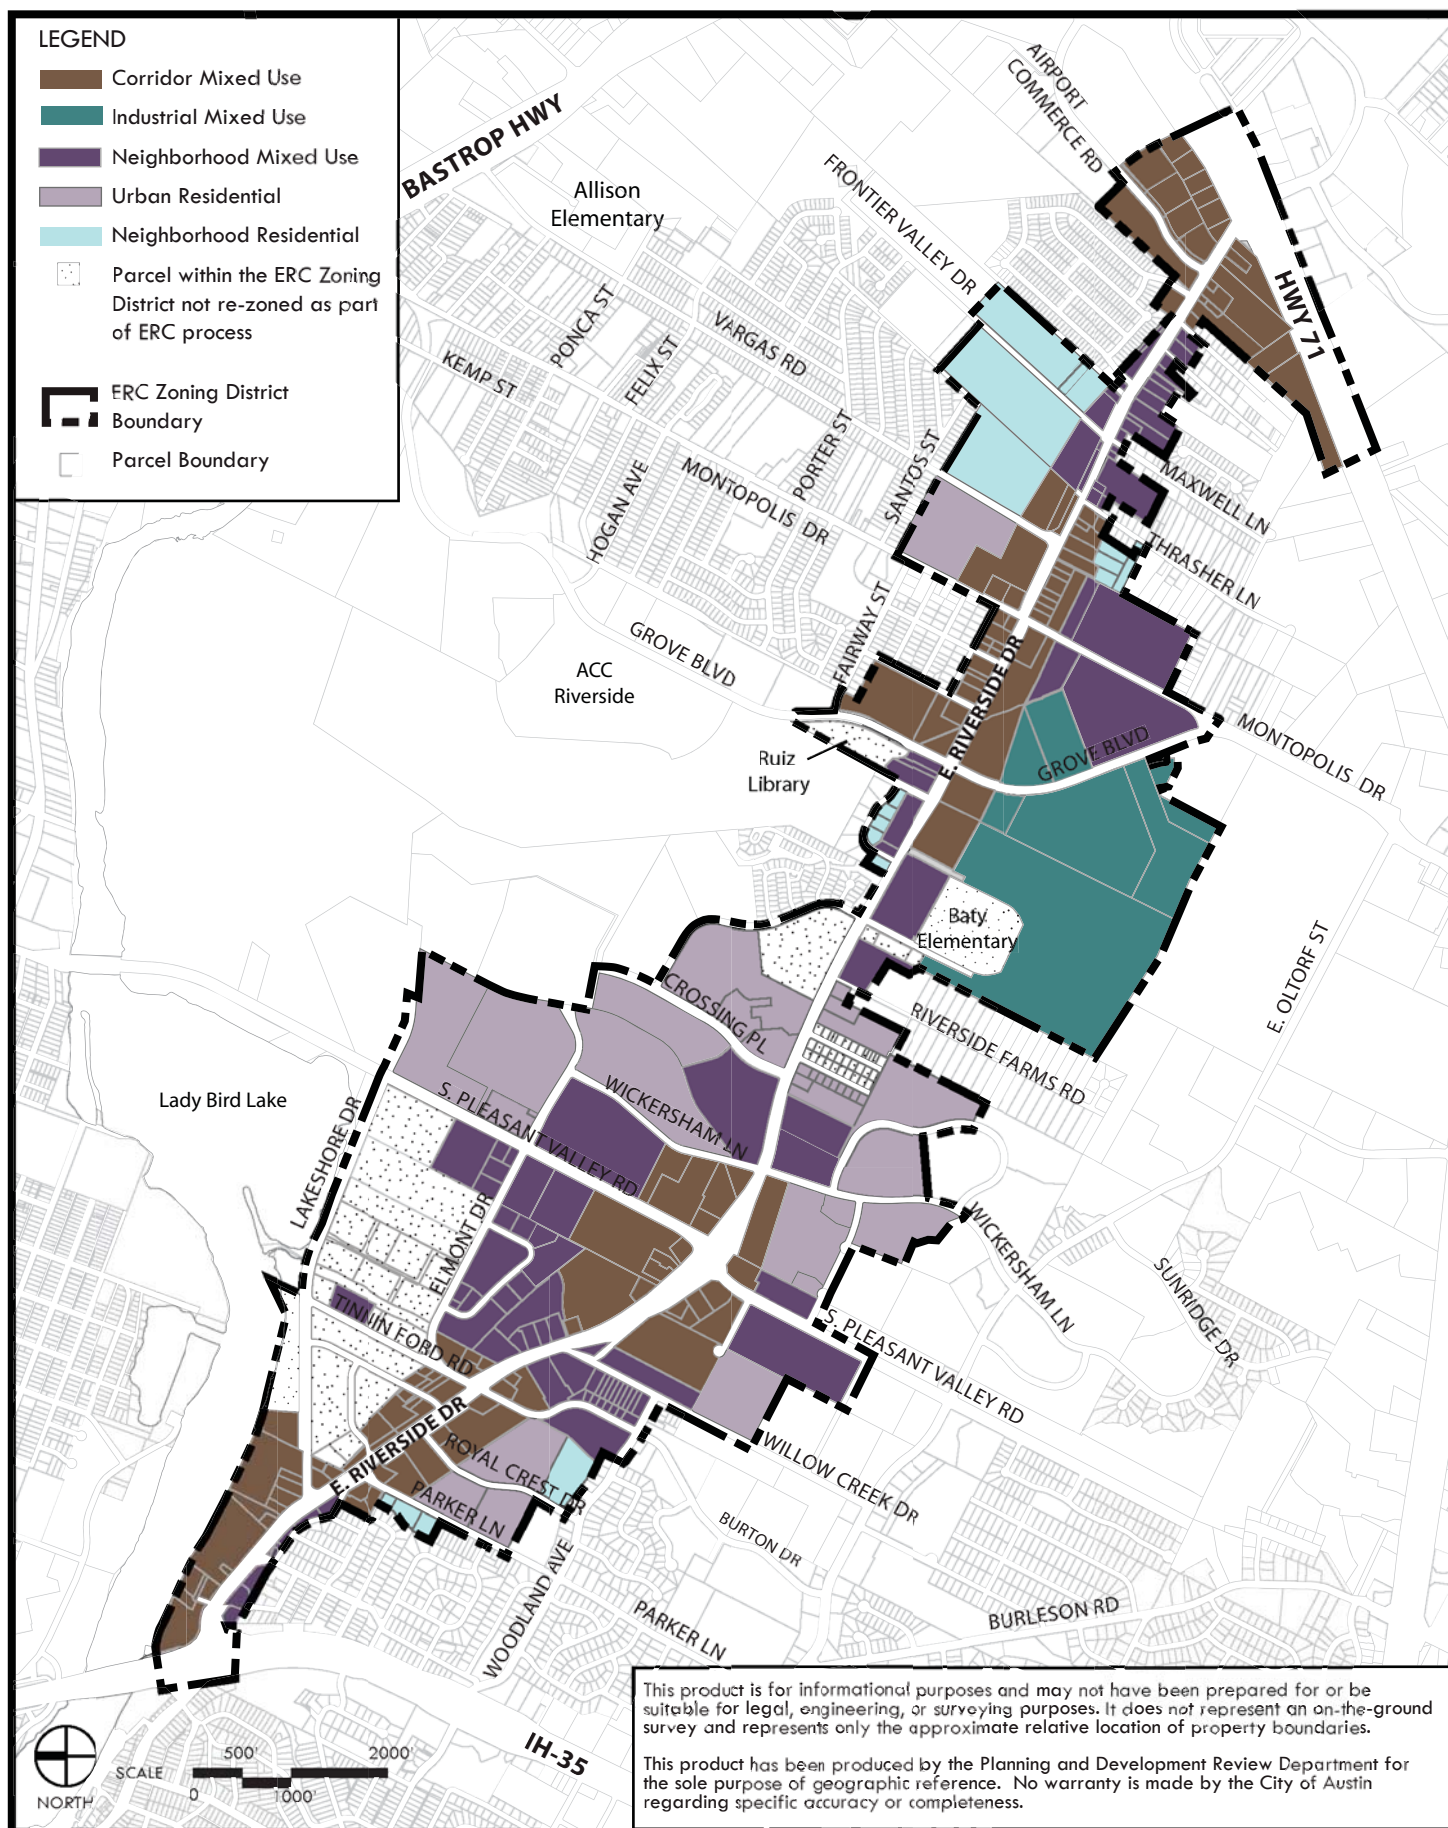 LEGEND
Corridor Mixed Use
Industrial Mixed Use
Neighborhood Mixed Use
Urban Residential
Neighborhood Residential
Parcel within the ERC Zoning
District not re-zoned as part
of ERC process
ERC Zoning District
Boundary
Parcel Boundary
BASTROP HWY
Allison
Elementary
AIRPORT
COMMERCE RD
FRONTIER VALLEY DR
HWY 71
PONCA ST
FELIX ST
VARGAS RD
KEMP ST
PORTER ST
SANTOS ST
HOGAN AVE
MONTOPOLIS DR
MAXWELL LN
THRASHER LN
FAIRWAY ST
GROVE BLVD
ACC
Riverside
E. RIVERSIDE DR
Ruiz
Library
GROVE BLVD
MONTOPOLIS DR
Baty
Elementary
E. OLTORF ST
CROSSING PL
RIVERSIDE FARMS RD
Lady Bird Lake
LAKESHORE DR
S. PLEASANT VALLEY RD
WICKERSHAM LN
ELMONT DR
WICKERSHAM LN
SUNRIDGE DR
TINNIN FORD RD
S. PLEASANT VALLEY RD
E. RIVERSIDE DR
ROYAL CREST DR
PARKER LN
WILLOW CREEK DR
BURTON DR
WOODLAND AVE
PARKER LN
BURLESON RD
IH-35
NORTH
SCALE
500'
2000'
0
1000'
This product is for informational purposes and may not have been prepared for or be
suitable for legal, engineering, or surveying purposes. It does not represent an on-the-ground
survey and represents only the approximate relative location of property boundaries.
This product has been produced by the Planning and Development Review Department for
the sole purpose of geographic reference. No warranty is made by the City of Austin
regarding specific accuracy or completeness.